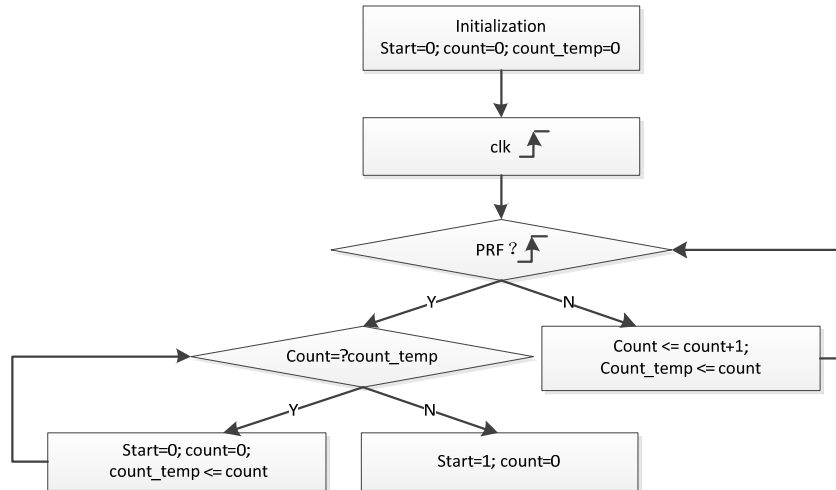 Initialization
Start=0; count=0; count_temp=0
clk
PRF ?
Y
N
Count=?count_temp
Count <= count+1;
Count_temp <= count
Y
N
Start=0; count=0;
count_temp <= count
Start=1; count=0